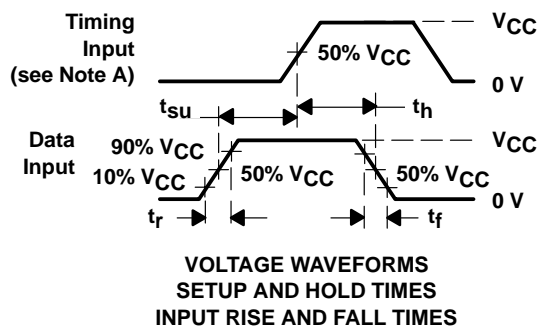 Timing
Input
(see Note A)
VCC
50% VCC
0 V
tsu
th
Data
Input
VCC
90% VCC
10% VCC
50% VCC
50% VCC
0 V
tr
tf
VOLTAGE WAVEFORMS
SETUP AND HOLD TIMES
INPUT RISE AND FALL TIMES